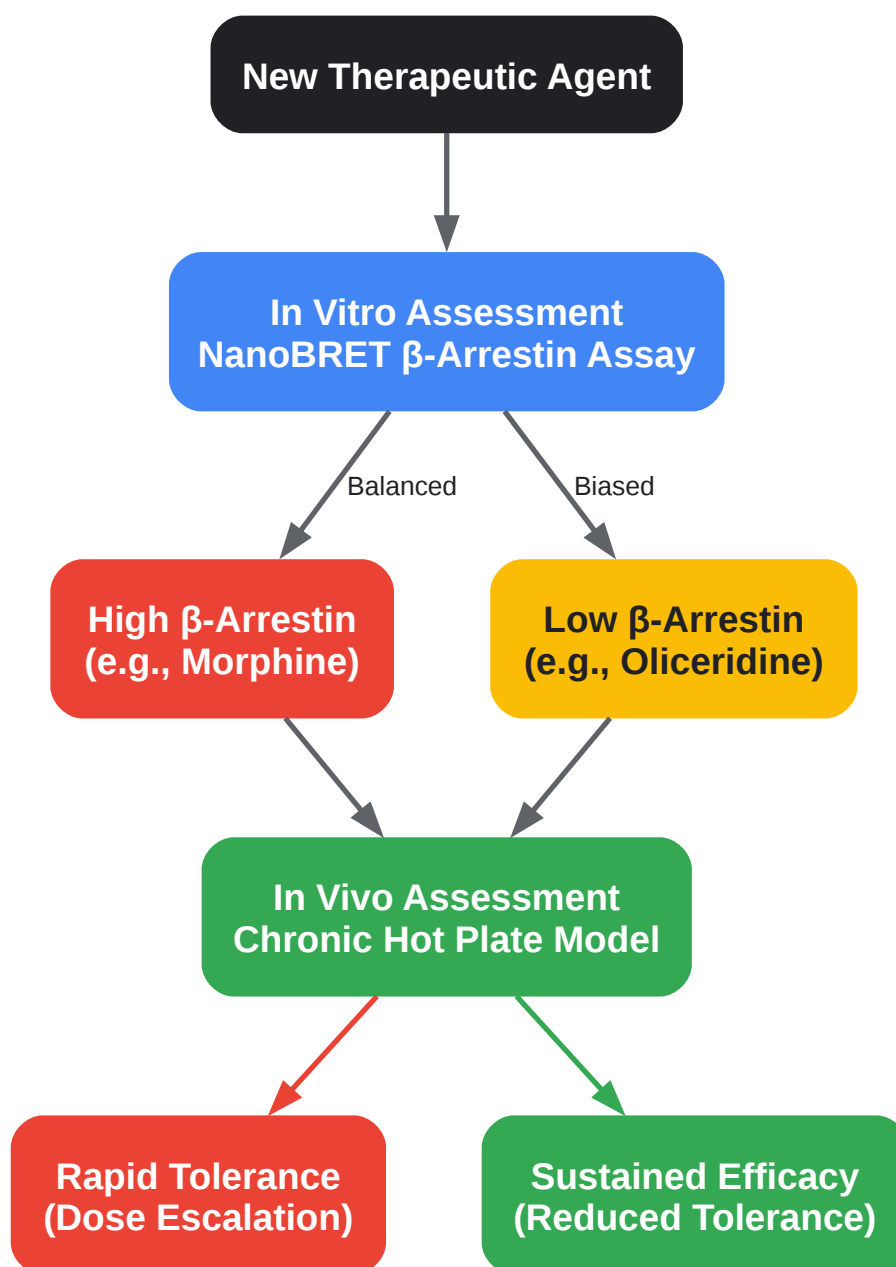 New Therapeutic Agent
In Vitro Assessment
NanoBRET β-Arrestin Assay
Balanced
Biased
High β-Arrestin
(e.g., Morphine)
Low β-Arrestin
(e.g., Oliceridine)
In Vivo Assessment
Chronic Hot Plate Model
Rapid Tolerance
(Dose Escalation)
Sustained Efficacy
(Reduced Tolerance)